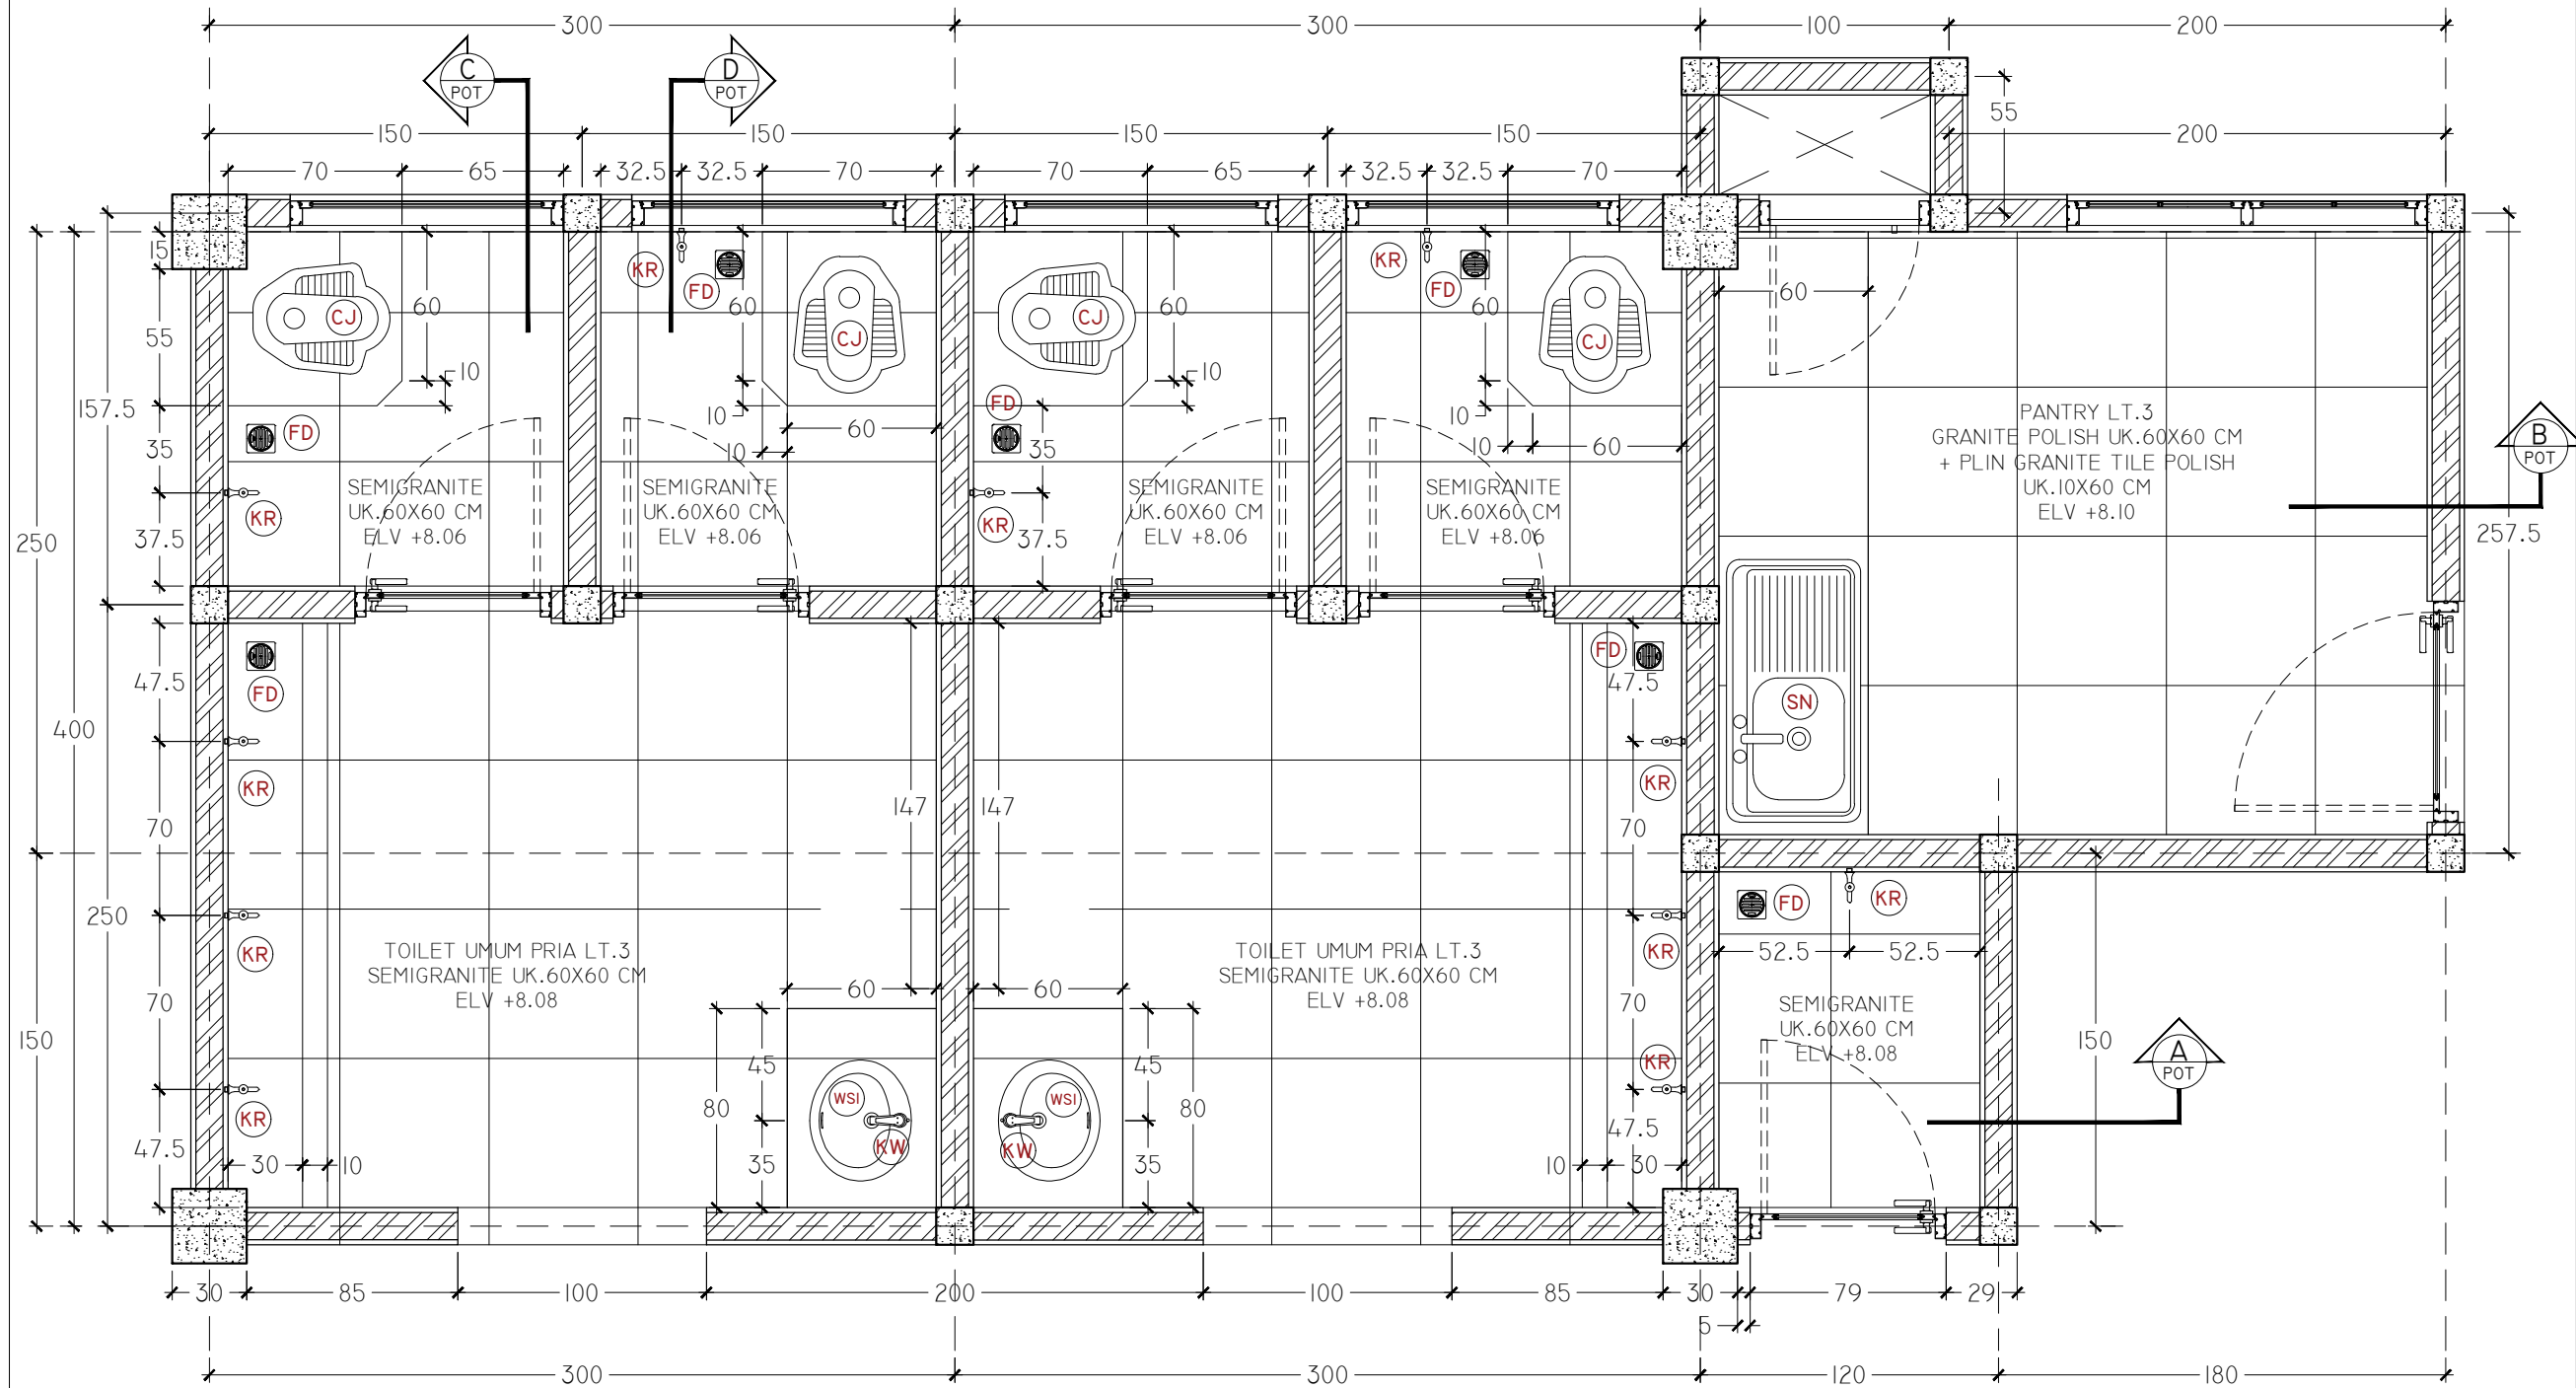 300
300
100
200
C
POT
D
POT
55
150
150
150
150
200
70
65
32.5
32.5
70
70
65
32.5
32.5
70
15
KR
FD
KR
FD
60
60
60
60
60
CJ
CJ
CJ
CJ
55
10
10
157.5
10
10
FD
FD
60
60
35
35
10
10
PANTRY LT.3
GRANITE POLISH UK.60X60 CM
+ PLIN GRANITE TILE POLISH
UK.10X60 CM
ELV +8.10
B
POT
SEMIGRANITE
UK.60X60 CM
ELV +8.06
SEMIGRANITE
UK.60X60 CM
ELV +8.06
SEMIGRANITE
UK.60X60 CM
ELV +8.06
SEMIGRANITE
UK.60X60 CM
ELV +8.06
KR
KR
37.5
37.5
250
257.5
FD
FD
47.5
47.5
SN
400
KR
KR
147
147
70
70
250
FD
KR
KR
KR
52.5
52.5
TOILET UMUM PRIA LT.3
SEMIGRANITE UK.60X60 CM
ELV +8.08
TOILET UMUM PRIA LT.3
SEMIGRANITE UK.60X60 CM
ELV +8.08
60
60
70
70
SEMIGRANITE
UK.60X60 CM
ELV +8.08
150
150
A
POT
45
45
KR
KR
WS1
WS1
80
80
KW
KW
47.5
47.5
30
10
35
35
10
30
30
85
100
200
100
85
30
79
29
5
300
300
120
180